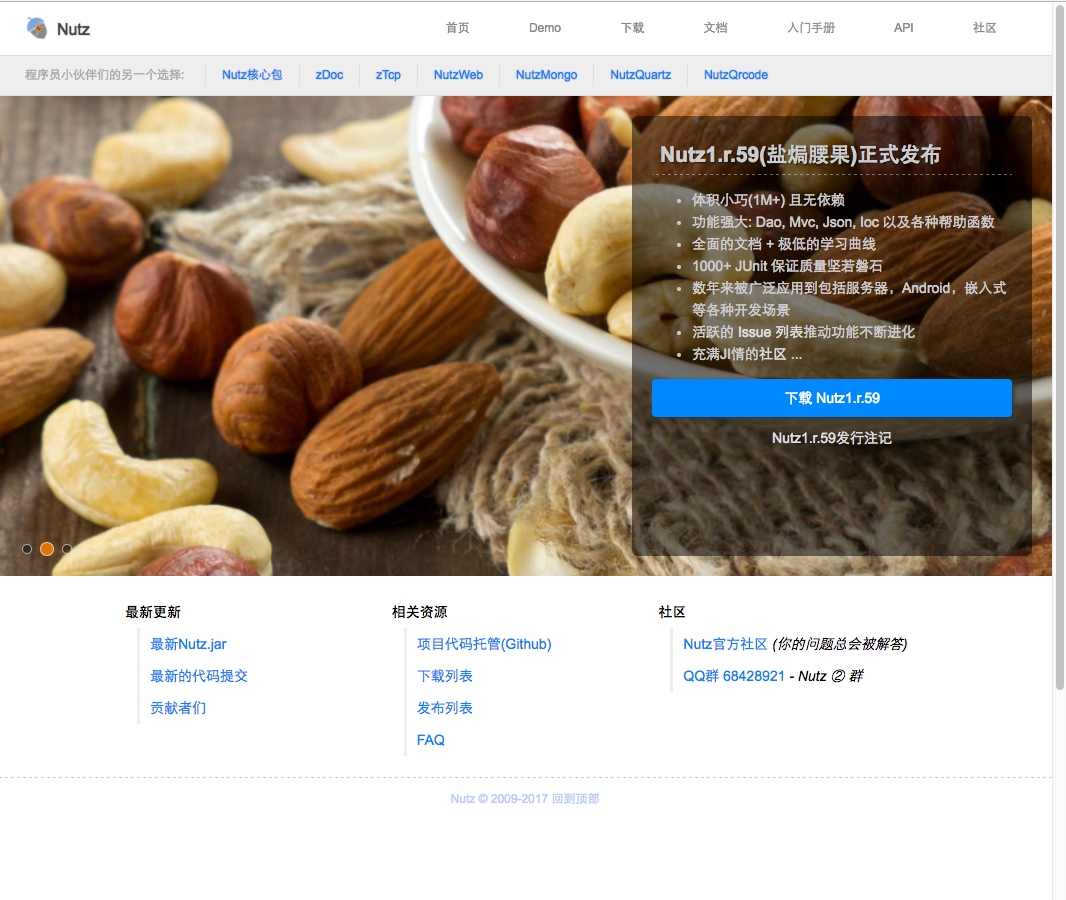 Nutz
首页 Demo 下载 文档 入门手册 API 社区
程序员小伙伴们的另一个选择: Nutz核心包 zDoc zTcp NutzWeb NutzMongo NutzQuartz NutzQrcode
Nutz1.r.59(盐焗腰果)正式发布
体积小巧(1M+) 且无依赖
功能强大: Dao, Mvc, Json, Ioc 以及各种帮助函数
全面的文档 + 极低的学习曲线
1000+ JUnit 保证质量坚若磐石
数年来被广泛应用到包括服务器，Android，嵌入式
等各种开发场景
活跃的 Issue 列表推动功能不断进化
充满JI情的社区 ...
下载 Nutz1.r.59
Nutz1.r.59发行注记
最新更新
最新Nutz.jar
最新的代码提交
贡献者们
相关资源
项目代码托管(Github)
下载列表
发布列表
FAQ
社区
Nutz官方社区 (你的问题总会被解答)
QQ群 68428921 - Nutz ② 群
Nutz © 2009-2017 回到顶部